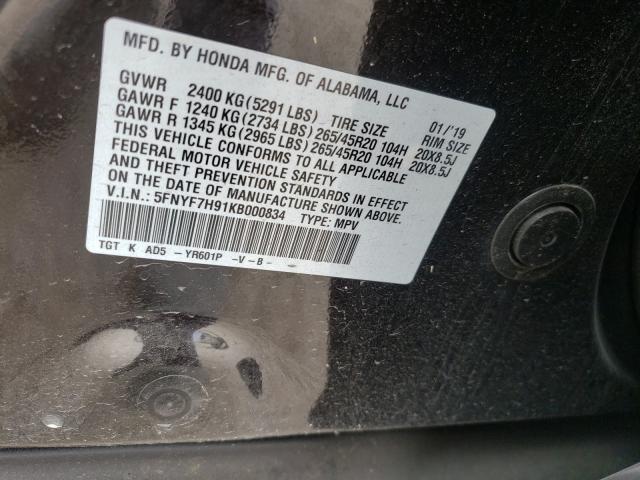 MFD. BY HONDA MFG. OF ALABAMA, LLC 01/'19
GVWR 2400 KG(5291 LBS) TIRE SIZE RIM SIZE
GAWR F 1240 KG(2734 LBS)265/45R20 104H 20X8.5J
GAWR R 1345 KG(2965 LBS)265/45R20 104H 20X8.5J
THIS VEHICLE CONFORMS TO ALL APPLICABLE
FEDERAL MOTOR VEHICLE SAFETY
AND THEFT PREVENTION STANDARDS IN EFFECT
ON THE DATE OF MANUFACTURE SHOWN ABOVE.
V.I.N.: 5FNYF7H91KB000834 TYPE: MPV
TGT K AD5 -YR601P -V-B-